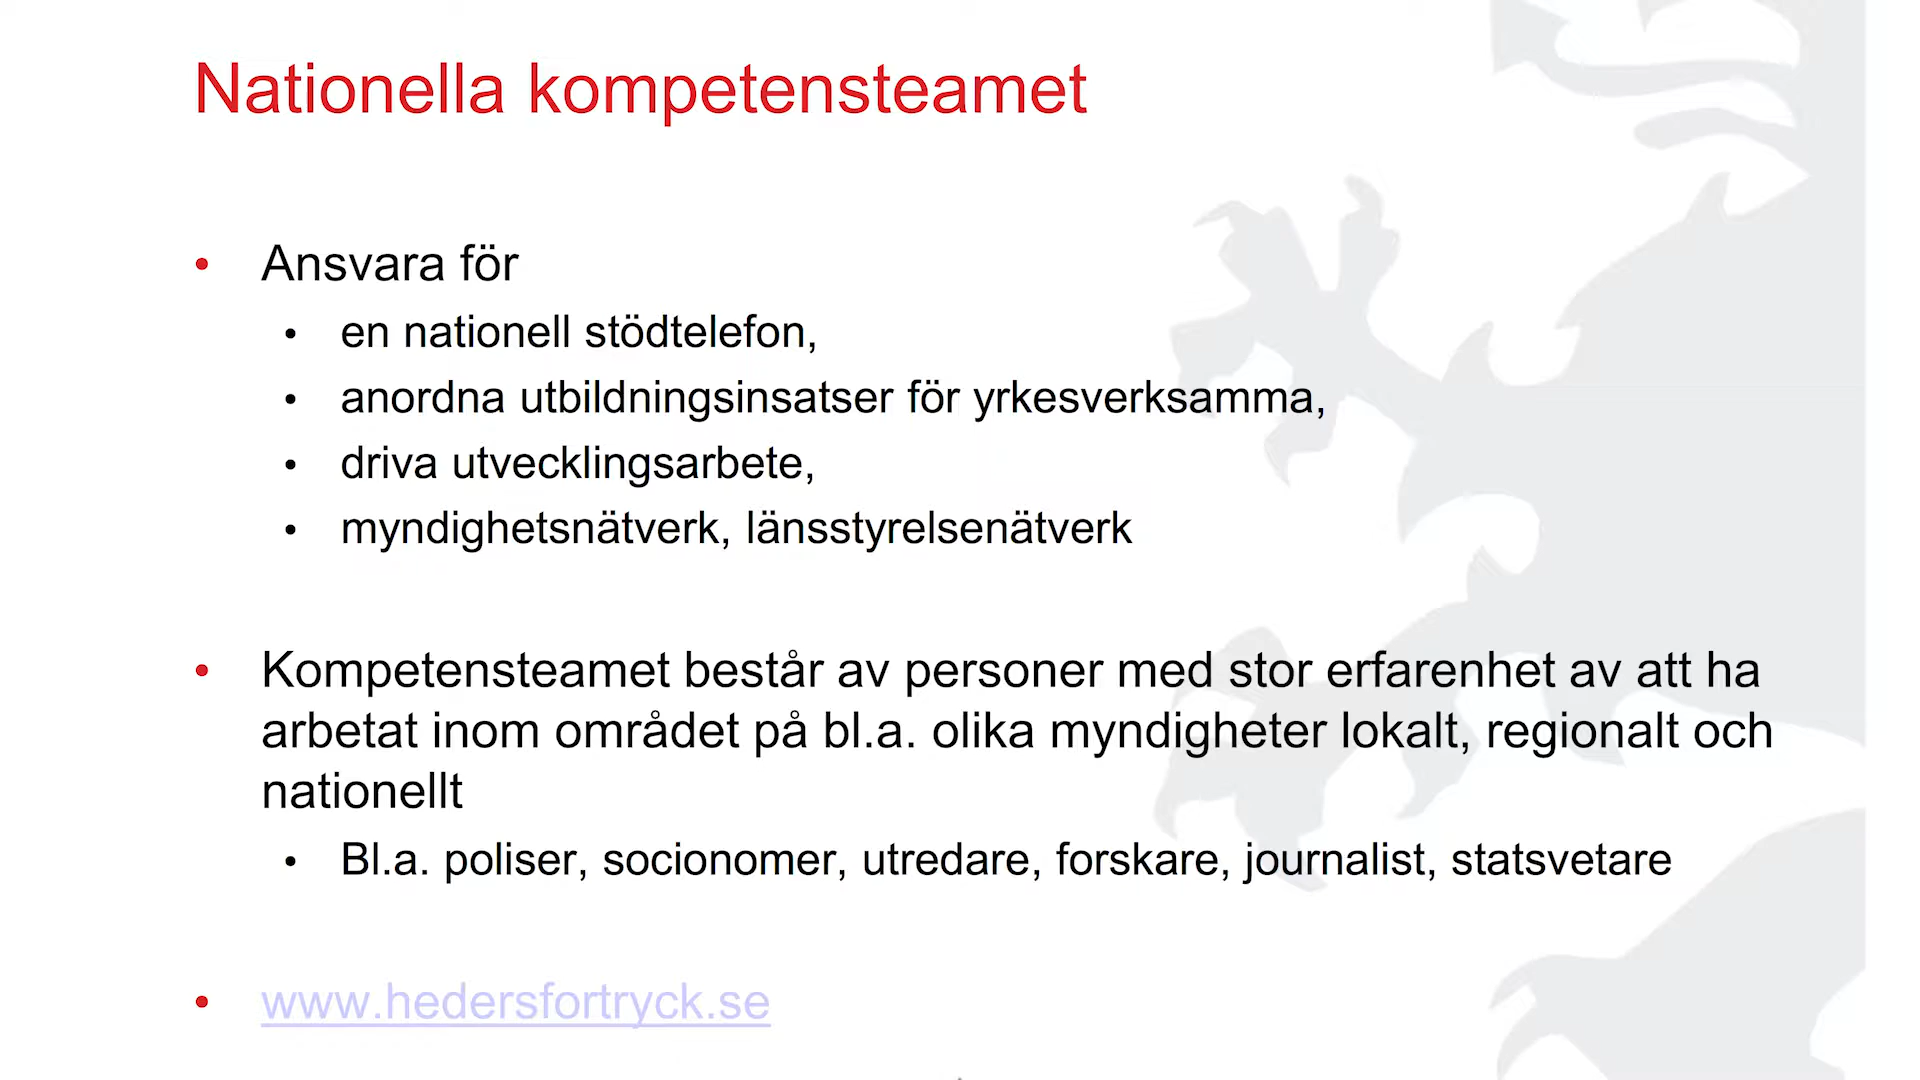 Nationella kompetensteamet
• Ansvara för
• en nationell stödtelefon,
• anordna utbildningsinsatser för yrkesverksamma,
• driva utvecklingsarbete,
• myndighetsnätverk, länsstyrelsenätverk
• Kompetensteamet består av personer med stor erfarenhet av att ha
arbetat inom området på bl.a. olika myndigheter lokalt, regionalt och
nationellt
• Bl.a. poliser, socionomer, utredare, forskare, journalist, statsvetare
• www.hedersfortryck.se